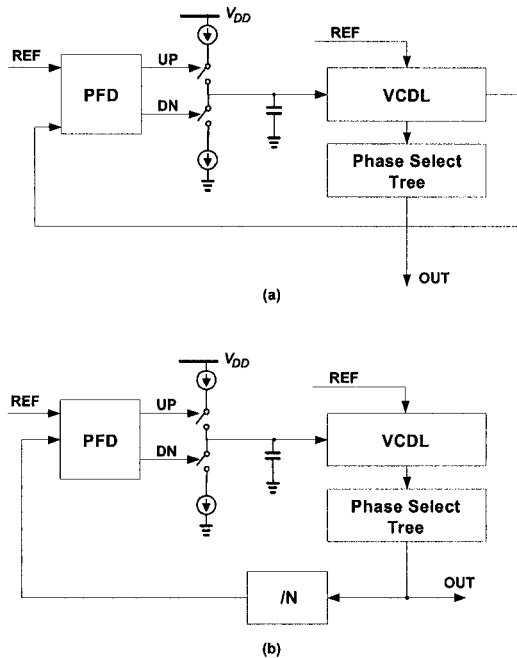 V_DD
REF
UP
REF
PFD
VCDL
DN
Phase Select
Tree
OUT
(a)
V_DD
REF
UP
REF
PFD
VCDL
DN
Phase Select
Tree
/N
OUT
(b)